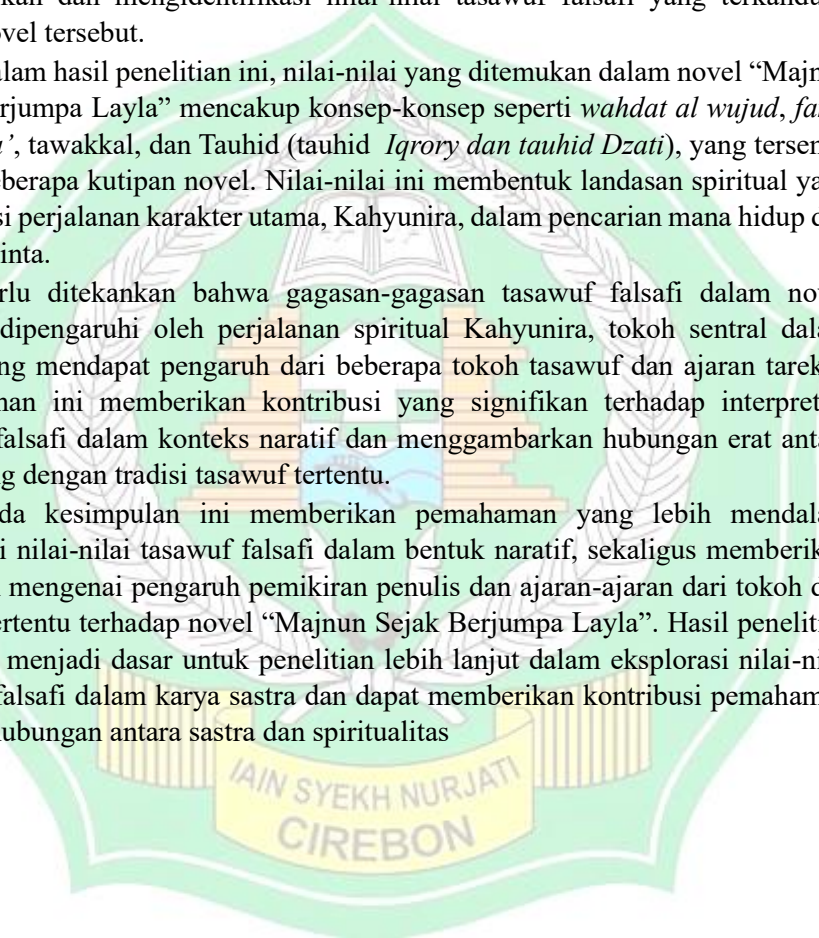 dan mengidentifikasi nilai-nilai tasawuf falsafi yang
novel tersebut.
dalam hasil penelitian ini, nilai-nilai yang ditemukan dalam novel “Majn
rjumpa Layla” mencakup konsep-konsep seperti wahdat al wujud, fa
’, tawakkal, dan Tauhid (tauhid Iqrory dan tauhid Dzati), yang tersem
beberapa kutipan novel. Nilai-nilai ini membentuk landasan spiritual ya
si perjalanan karakter utama, Kahyunira, dalam pencarian mana hidup d
inta.
rlu ditekankan bahwa gagasan-gagasan tasawuf falsafi dalam nov
dipengaruhi oleh perjalanan spiritual Kahyunira, tokoh sentral dala
ng mendapat pengaruh dari beberapa tokoh tasawuf dan ajaran tarek
man ini memberikan kontribusi yang signifikan terhadap interpret
falsafi dalam konteks naratif dan menggambarkan hubungan erat anta
g dengan tradisi tasawuf tertentu.
da kesimpulan ini memberikan pemahaman yang lebih mendala
i nilai-nilai tasawuf falsafi dalam bentuk naratif, sekaligus memberik
mengenai pengaruh pemikiran penulis dan ajaran-ajaran dari tokoh d
ertentu terhadap novel “Majnun Sejak Berjumpa Layla”. Hasil peneliti
menjadi dasar untuk penelitian lebih lanjut dalam eksplorasi nilai-ni
falsafi dalam karya sastra dan dapat memberikan kontribusi pemaham
ubungan antara sastra dan spiritualitas
IAIN SYEKH NURJATI
CIREBON